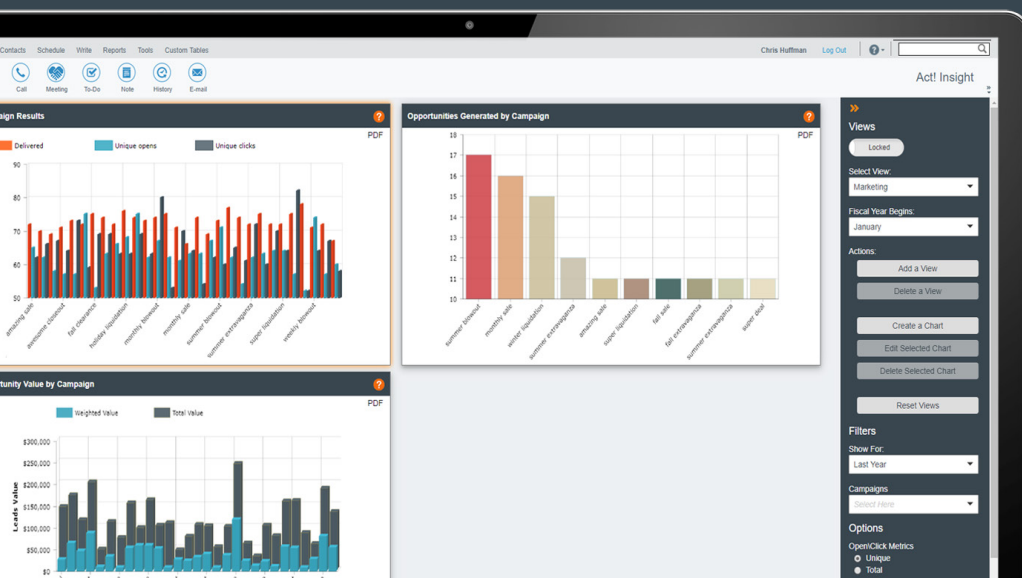 Contacts Schedule Write Reports Tools Custom Tables
Chris Huffman Log Out ?
Call Meeting To-Do Note History E-mail
Act! Insight
aign Results ?
PDF
Delivered Unique opens Unique clicks
90
80
70
60
50
amazing sale
awesome closeout
fall clearance
holiday liquidation
monthly blowout
monthly sale
summer blowout
summer extravaganza
super liquidation
weekly blowout
Opportunities Generated by Campaign ?
PDF
18
17
16
15
14
13
12
11
10
summer blowout
monthly sale
winter liquidation
summer extravaganza
amazing sale
super liquidation
fall sale
fall extravaganza
summer extravaganza
super deal
tunity Value by Campaign ?
PDF
Weighted Value Total Value
Leads Value
$300,000
$250,000
$200,000
$150,000
$100,000
$50,000
$0
Views
Locked
Select View:
Marketing
Fiscal Year Begins:
January
Actions:
Add a View
Delete a View
Create a Chart
Edit Selected Chart
Delete Selected Chart
Reset Views
Filters
Show For:
Last Year
Campaigns
Select Here
Options
Open\Click Metrics
Unique
Total